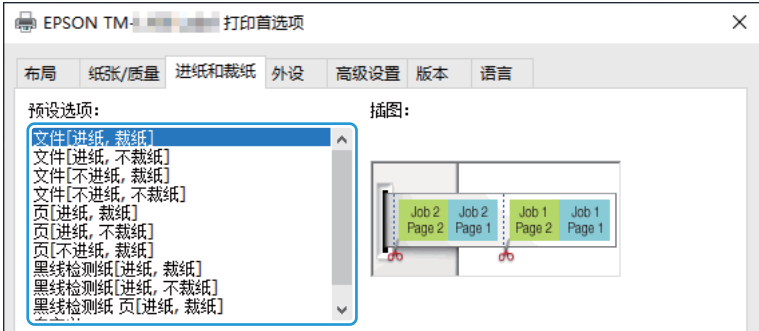 EPSON TM- 打印首选项
布局 纸张/质量 进纸和裁纸 外设 高级设置 版本 语言
预设选项: 插图:
文件[进纸, 裁纸]
文件[进纸, 不裁纸]
文件[不进纸, 裁纸]
文件[不进纸, 不裁纸]
页[进纸, 裁纸]
页[进纸, 不裁纸]
页[不进纸, 裁纸]
黑线检测纸[进纸, 裁纸]
黑线检测纸[进纸, 不裁纸]
黑线检测纸 页[进纸, 裁纸]
Job 2 Job 2 Job 1 Job 1
Page 2 Page 1 Page 2 Page 1